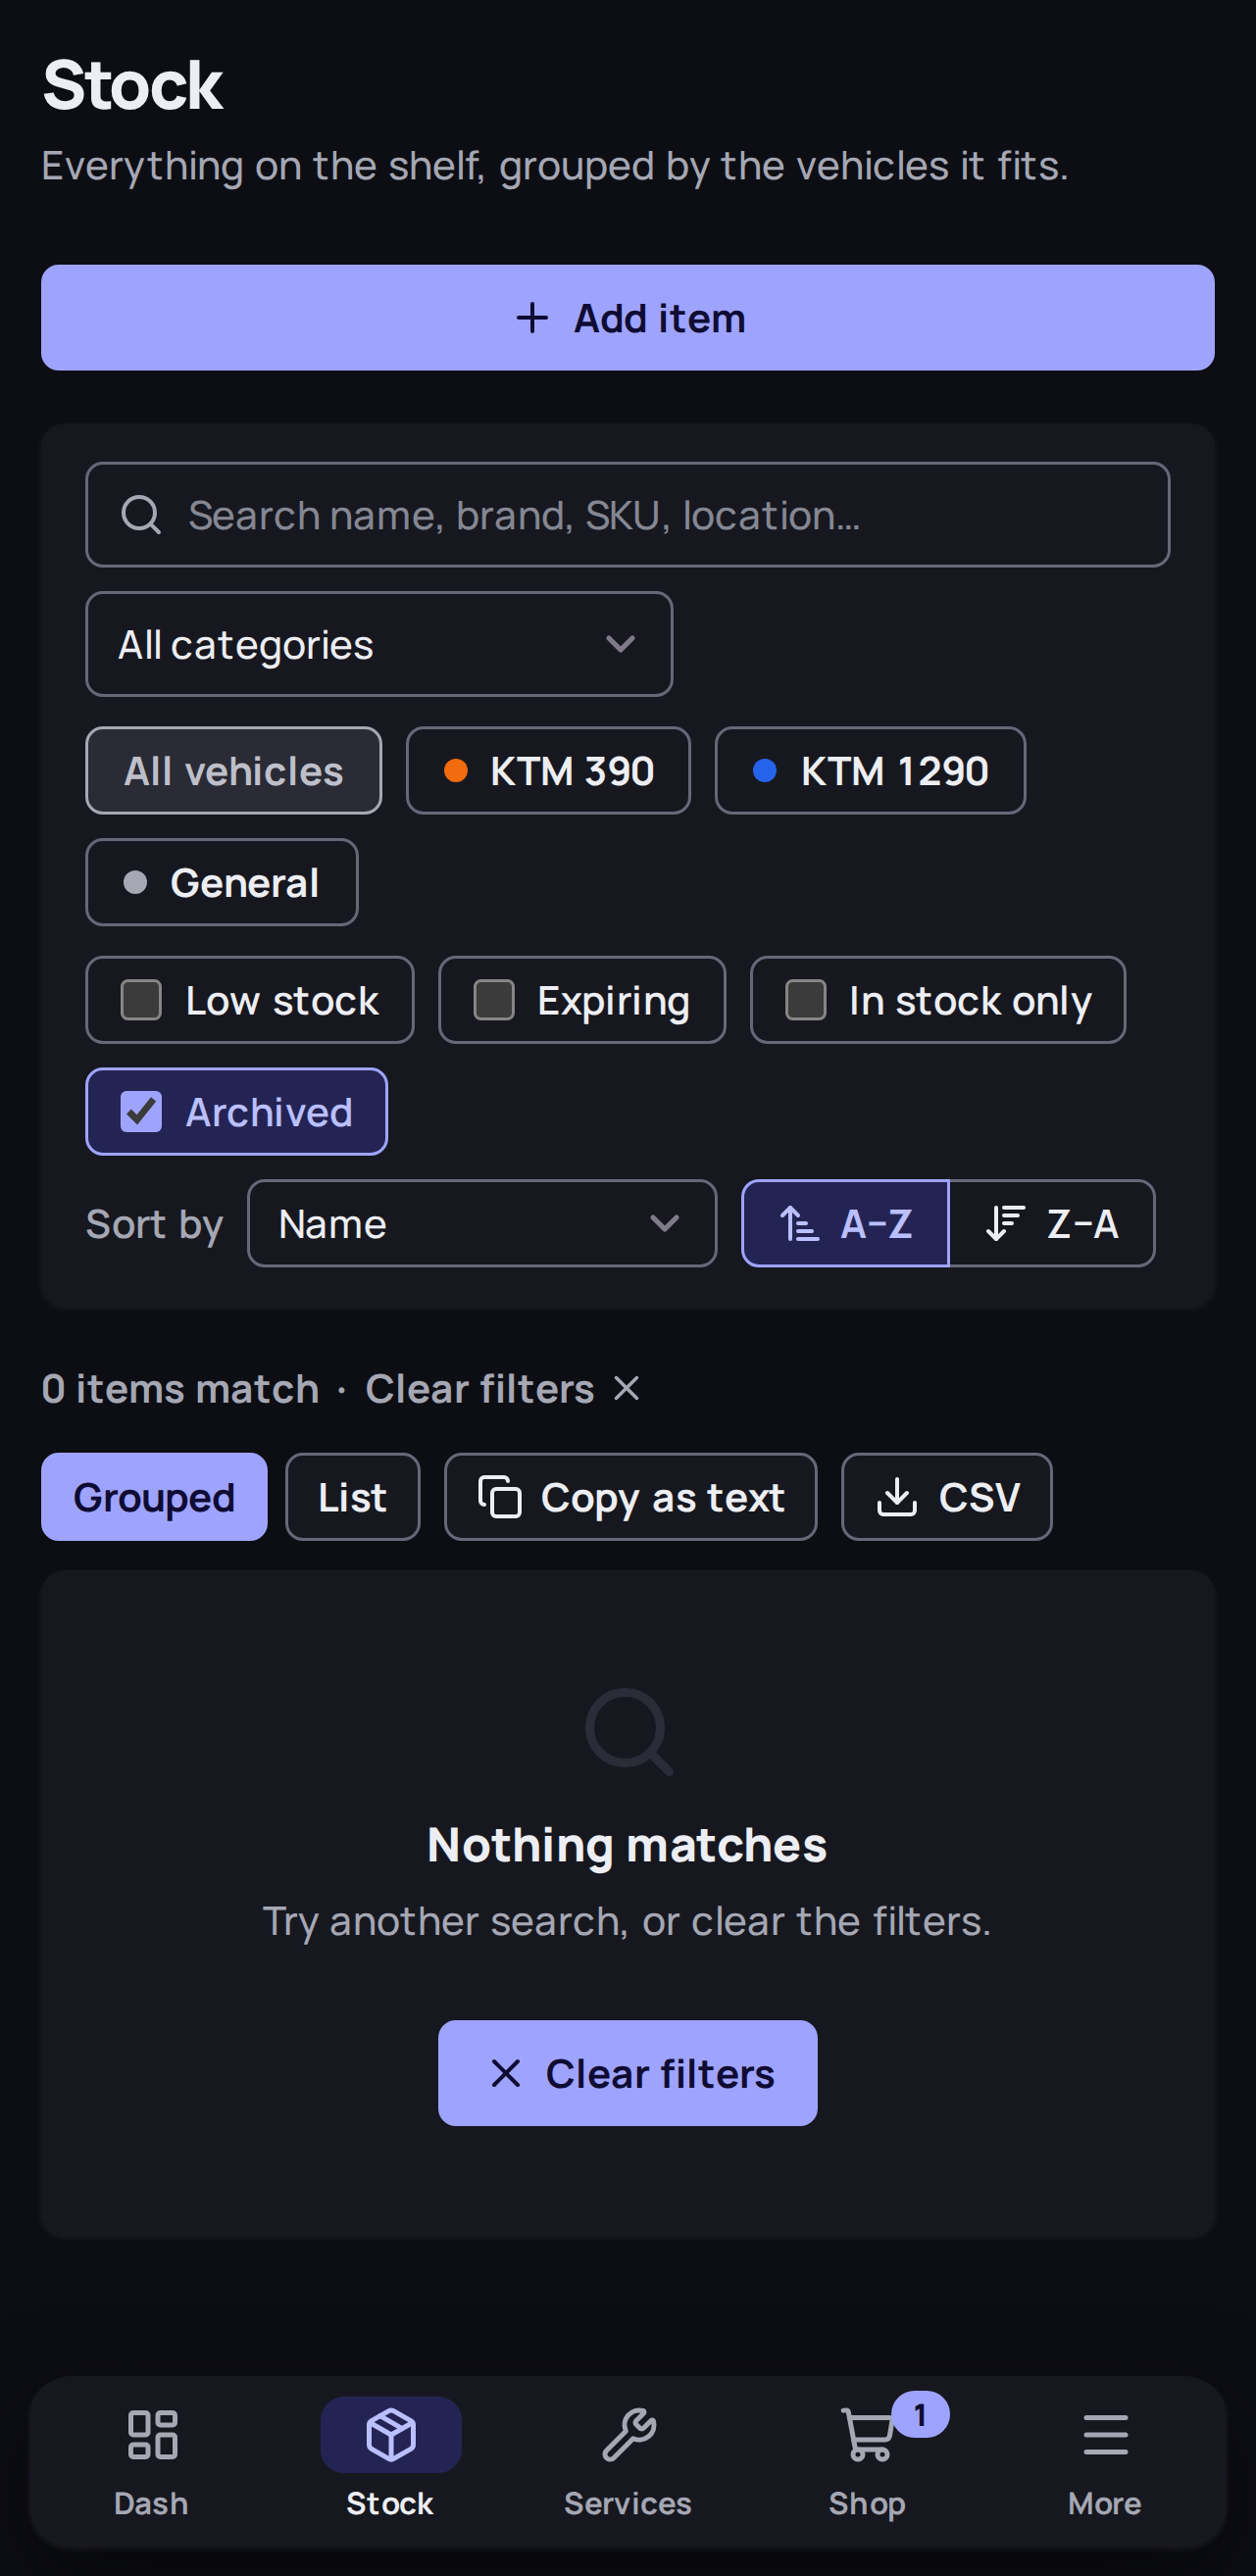 Stock
Everything on the shelf, grouped by the vehicles it fits.
Add item
Search name, brand, SKU, location...
All categories
All vehicles KTM 390 KTM 1290
General
Low stock Expiring In stock only
Archived
Sort by Name A–Z Z–A
0 items match · Clear filters
Grouped List Copy as text CSV
Nothing matches
Try another search, or clear the filters.
Clear filters
1
Dash Stock Services Shop More